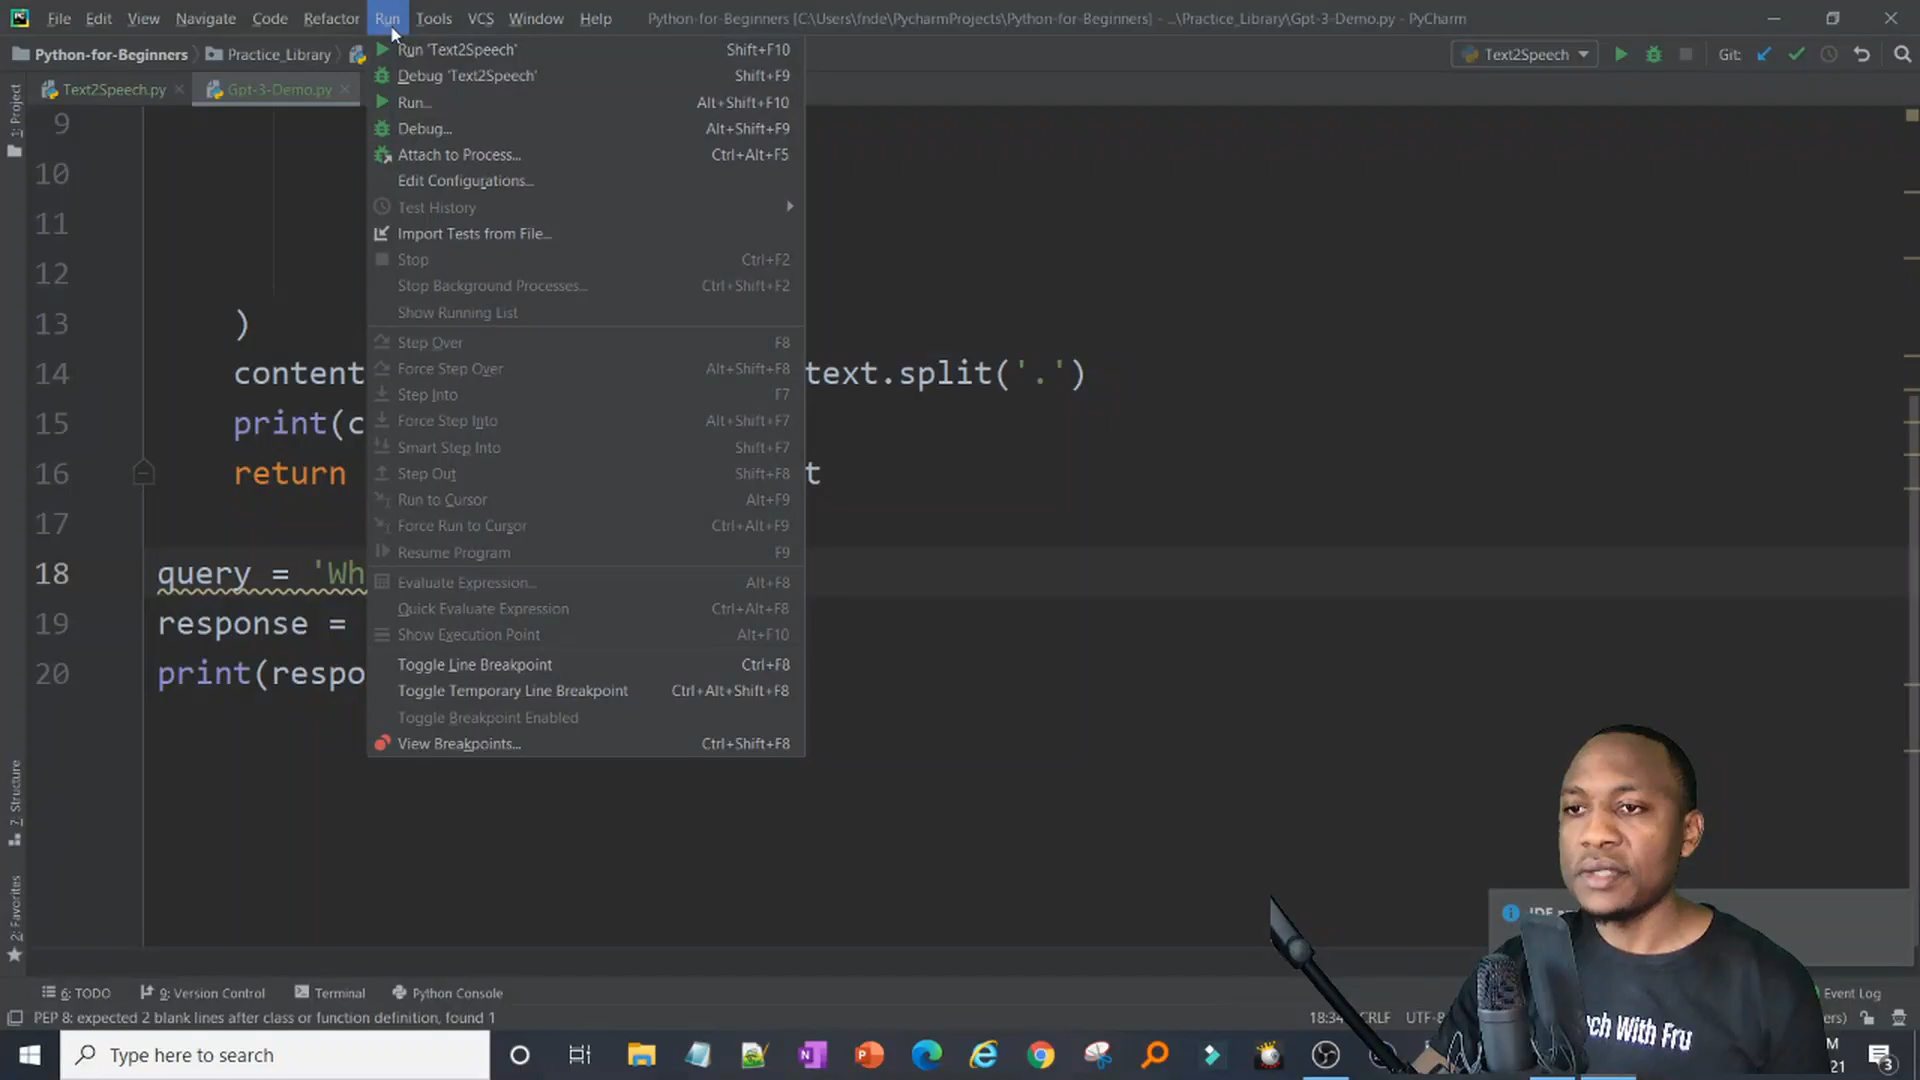 File Edit View Navigate Code Refactor Run Tools VCS Window Help Python-for-Beginners [C:\Users\fnde\PycharmProjects\Python-for-Beginners] - ...\Practice_Library\Gpt-3-Demo.py - PyCharm
Python-for-Beginners Practice_Library Text2Speech Git:
Text2Speech.py Gpt-3-Demo.py
Run 'Text2Speech' Shift+F10
Debug 'Text2Speech' Shift+F9
Run... Alt+Shift+F10
Debug... Alt+Shift+F9
Attach to Process... Ctrl+Alt+F5
Edit Configurations...
Test History
Import Tests from File...
Stop Ctrl+F2
Stop Background Processes... Ctrl+Shift+F2
Show Running List
Step Over F8
Force Step Over Alt+Shift+F8
Step Into F7
Force Step Into Alt+Shift+F7
Smart Step Into Shift+F7
Step Out Shift+F8
Run to Cursor Alt+F9
Force Run to Cursor Ctrl+Alt+F9
Resume Program F9
Evaluate Expression... Alt+F8
Quick Evaluate Expression Ctrl+Alt+F8
Show Execution Point Alt+F10
Toggle Line Breakpoint Ctrl+F8
Toggle Temporary Line Breakpoint Ctrl+Alt+Shift+F8
Toggle Breakpoint Enabled
View Breakpoints... Ctrl+Shift+F8
1: Project
7: Structure
2: Favorites
9
10
11
12
13 )
14 content text.split('.')
15 print(c
16 return t
17
18 query = 'Wh
19 response =
20 print(respo
IDE
ch With Fru
6: TODO 9: Version Control Terminal Python Console Event Log
PEP 8: expected 2 blank lines after class or function definition, found 1 18:34 CRLF UTF-8 ers)
Type here to search M
21 3